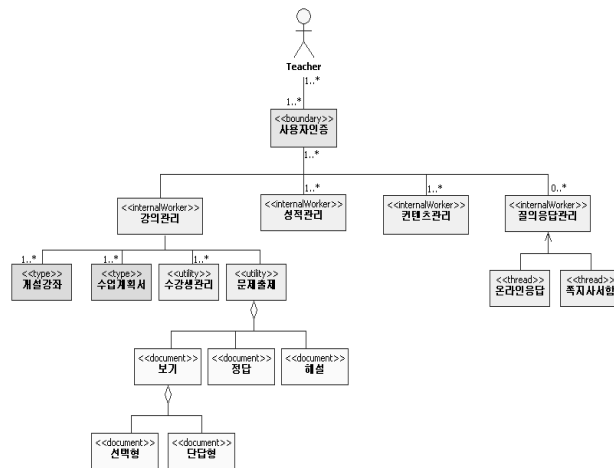 Teacher
1..*
1..*
<<boundary>>
사용자인증
1..*
1..*
1..*
0..*
<<internalWorker>>
강의관리
<<internalWorker>>
성적관리
<<internalWorker>>
컨텐츠관리
<<internalWorker>>
질의응답관리
1..*
1..*
1..*
<<type>>
개설강좌
<<type>>
수업계획서
<<utility>>
수강생관리
<<utility>>
문제출제
<<thread>>
온라인응답
<<thread>>
쪽지사서함
<<document>>
보기
<<document>>
정답
<<document>>
해설
<<document>>
선택형
<<document>>
단답형